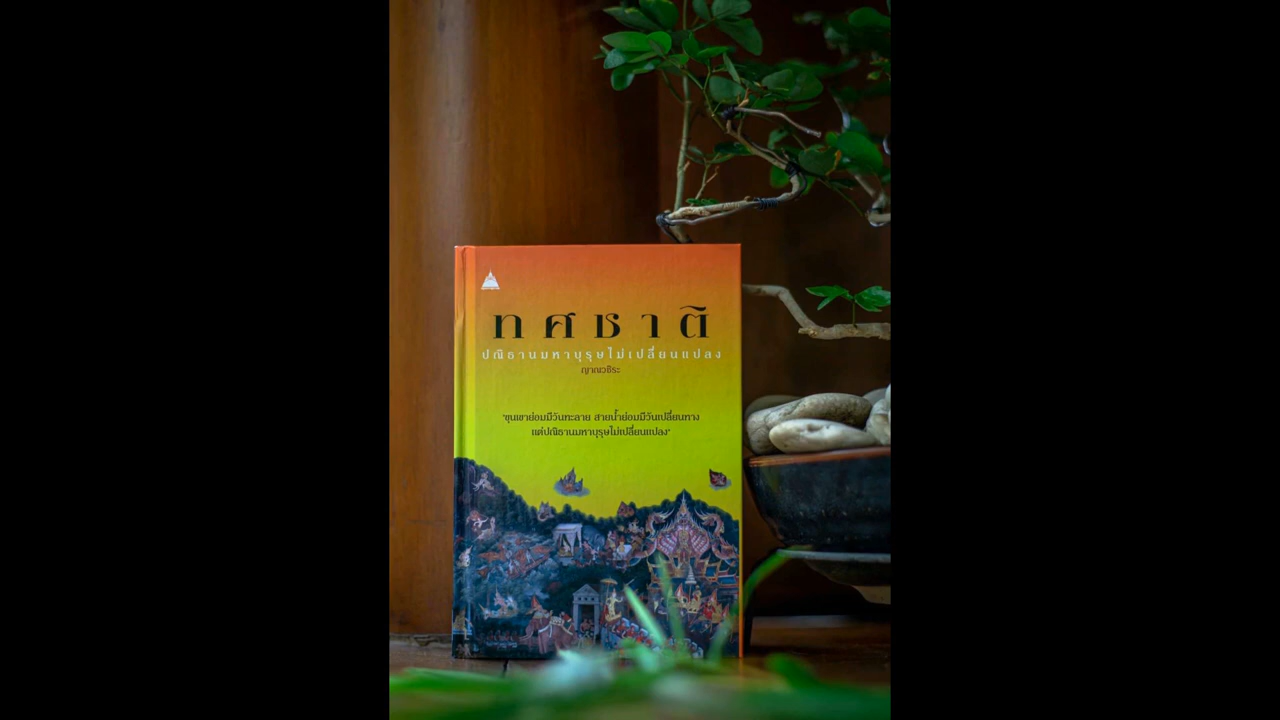 ทศชาติ
ปณิธานมหาบุรุษไม่เปลี่ยนแปลง
ญาณวชิระ
"ขุนเขาย่อมมีวันทะลาย สายน้ำย่อมมีวันเปลี่ยนทาง
แต่ปณิธานมหาบุรุษไม่เปลี่ยนแปลง"